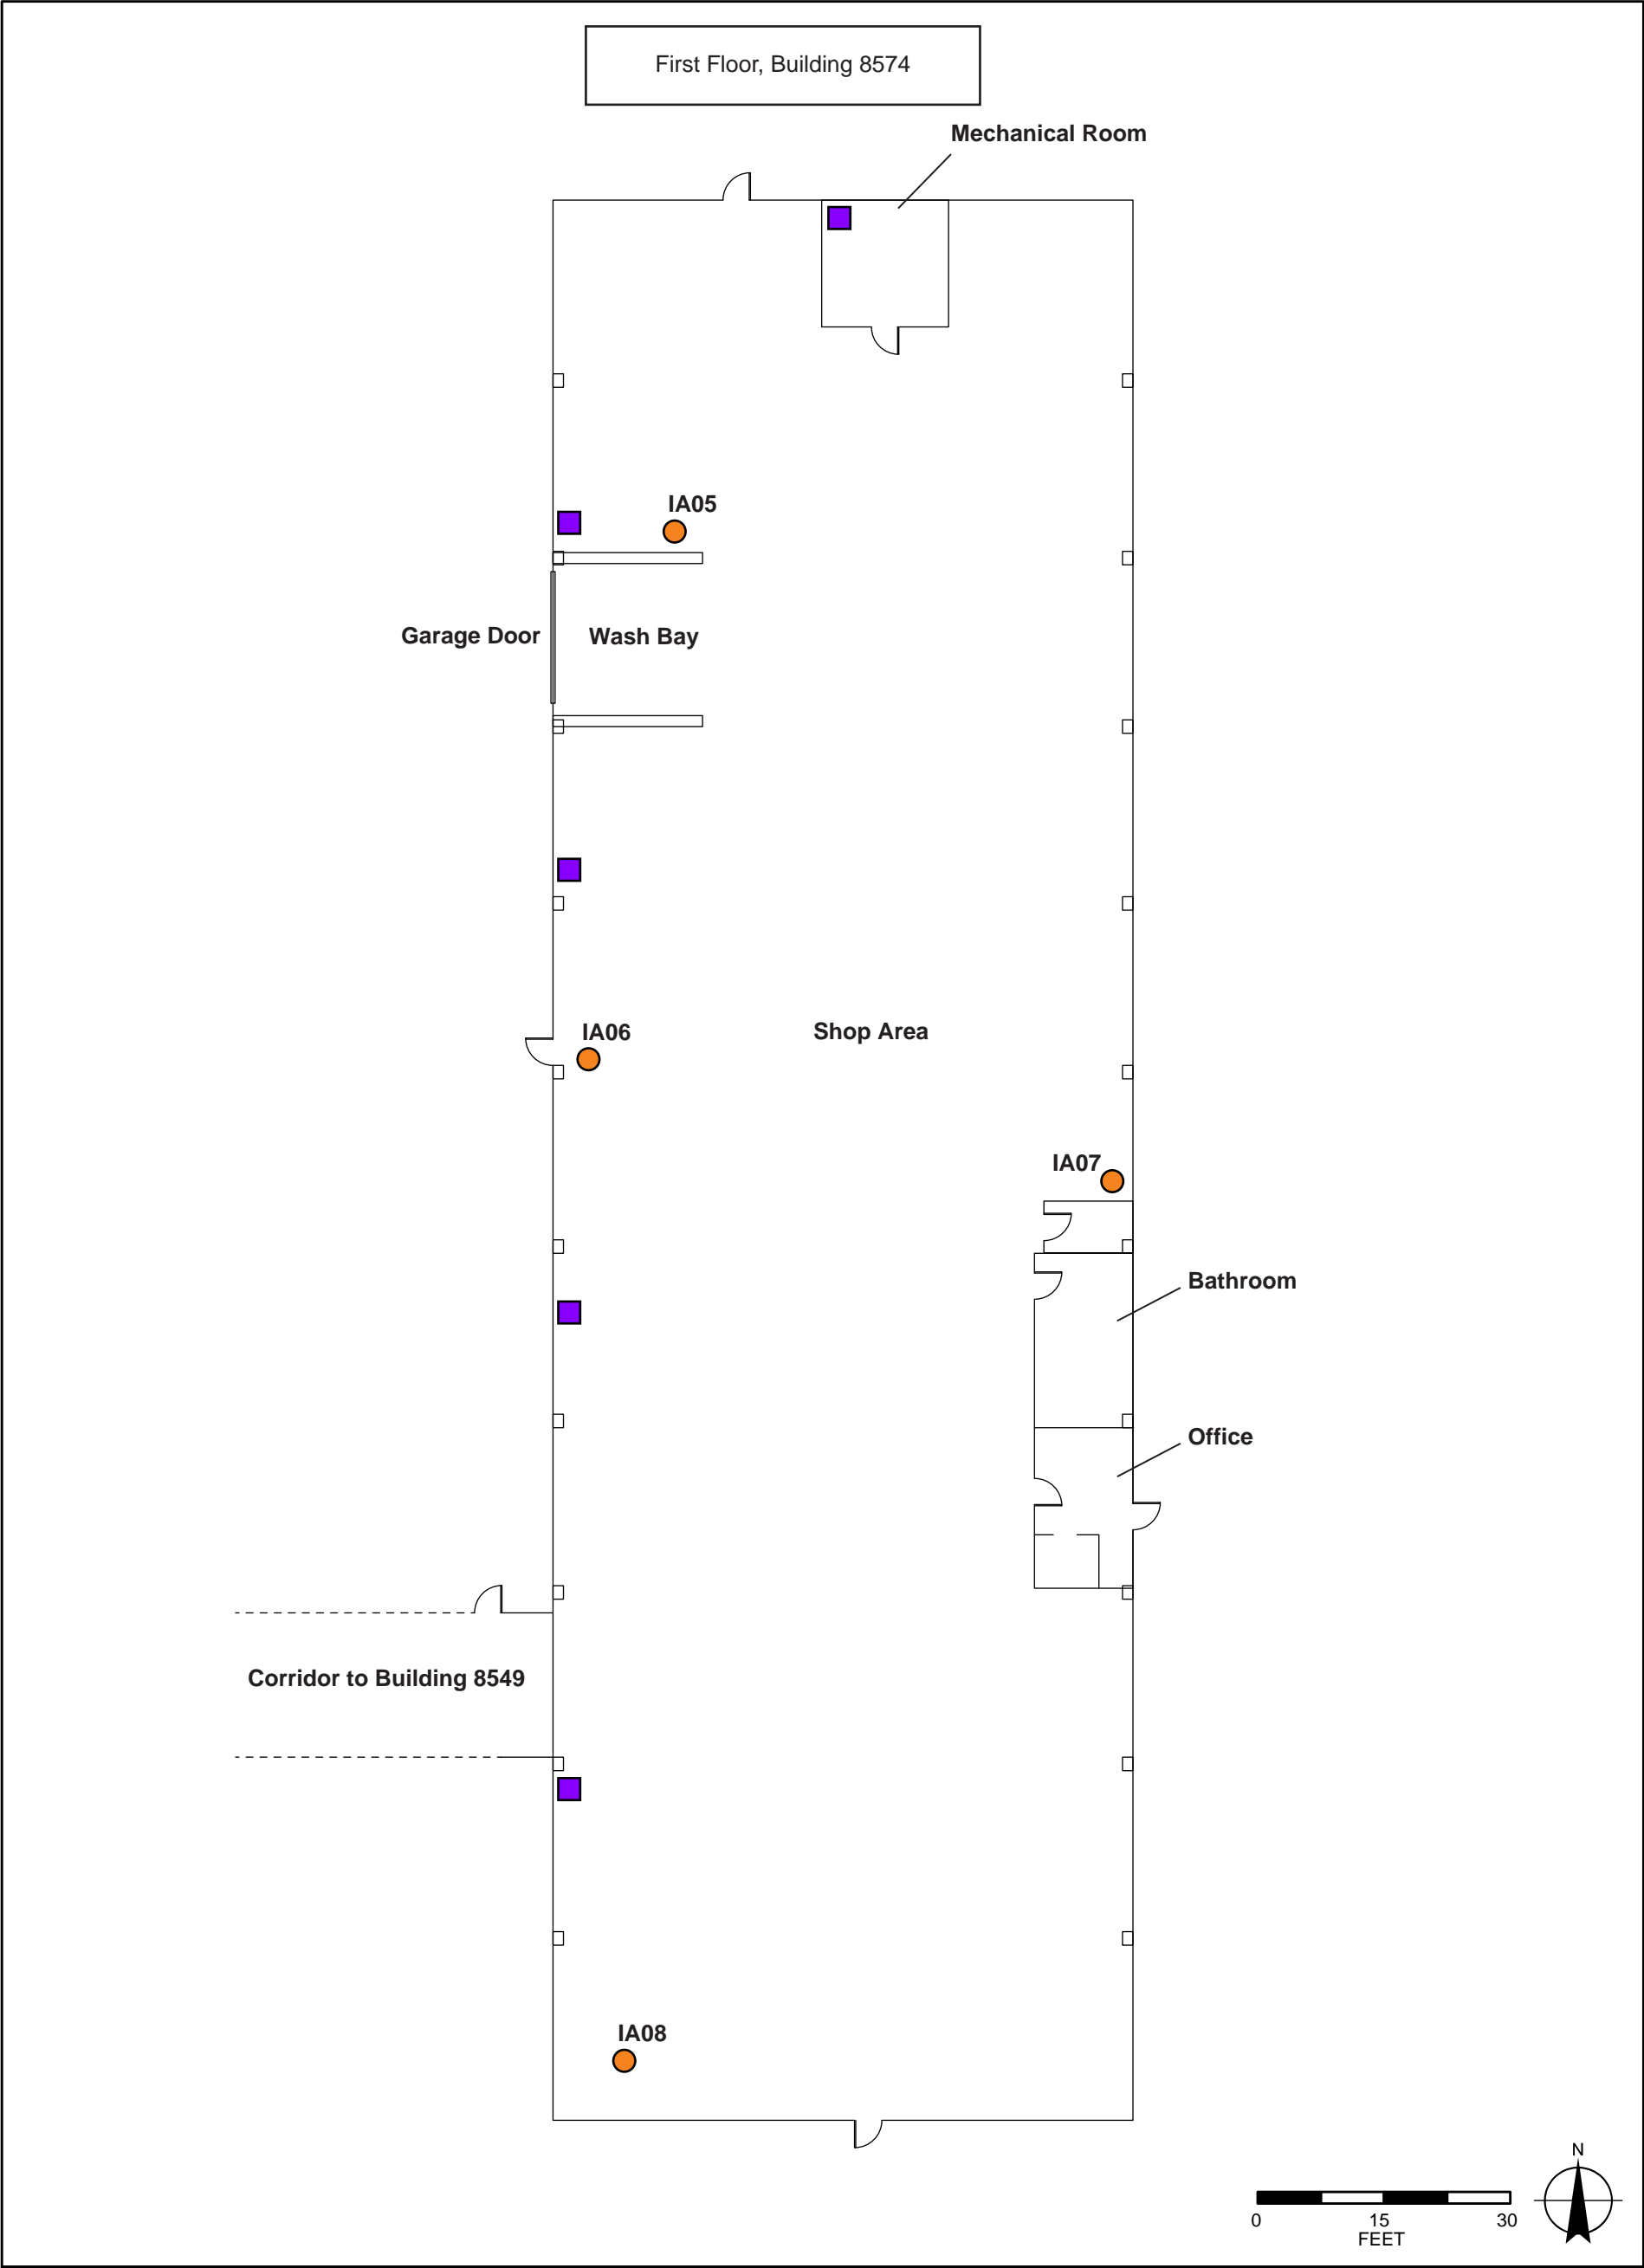 First Floor, Building 8574
Mechanical Room
IA05
Garage Door
Wash Bay
IA06
Shop Area
IA07
Bathroom
Office
Corridor to Building 8549
IA08
N
0 15 30
FEET